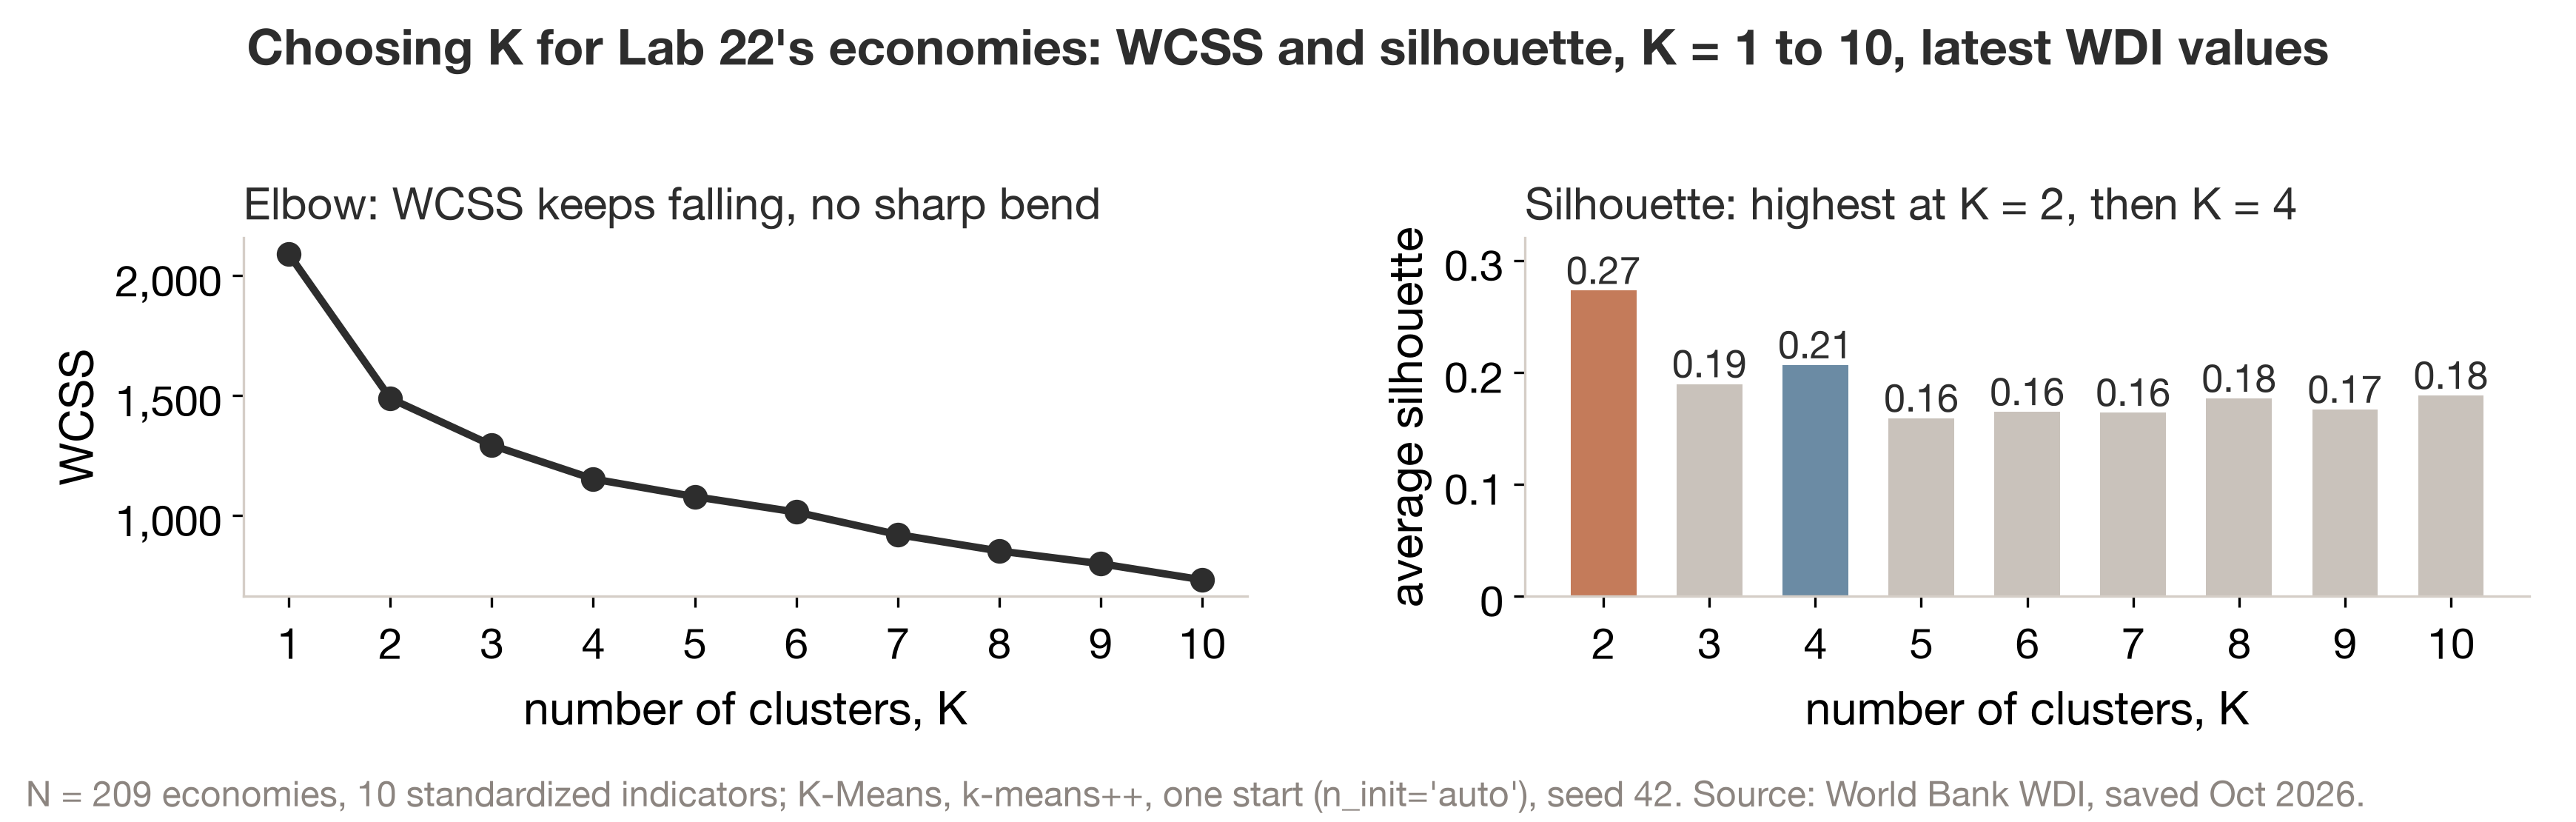 Choosing K for Lab 22's economies: WCSS and silhouette, K = 1 to 10, latest WDI values
Elbow: WCSS keeps falling, no sharp bend
WCSS
2,000
1,500
1,000
1 2 3 4 5 6 7 8 9 10
number of clusters, K
Silhouette: highest at K = 2, then K = 4
average silhouette
0.3
0.2
0.1
0
0.27 0.19 0.21 0.16 0.16 0.16 0.18 0.17 0.18
2 3 4 5 6 7 8 9 10
number of clusters, K
N = 209 economies, 10 standardized indicators; K-Means, k-means++, one start (n_init='auto'), seed 42. Source: World Bank WDI, saved Oct 2026.